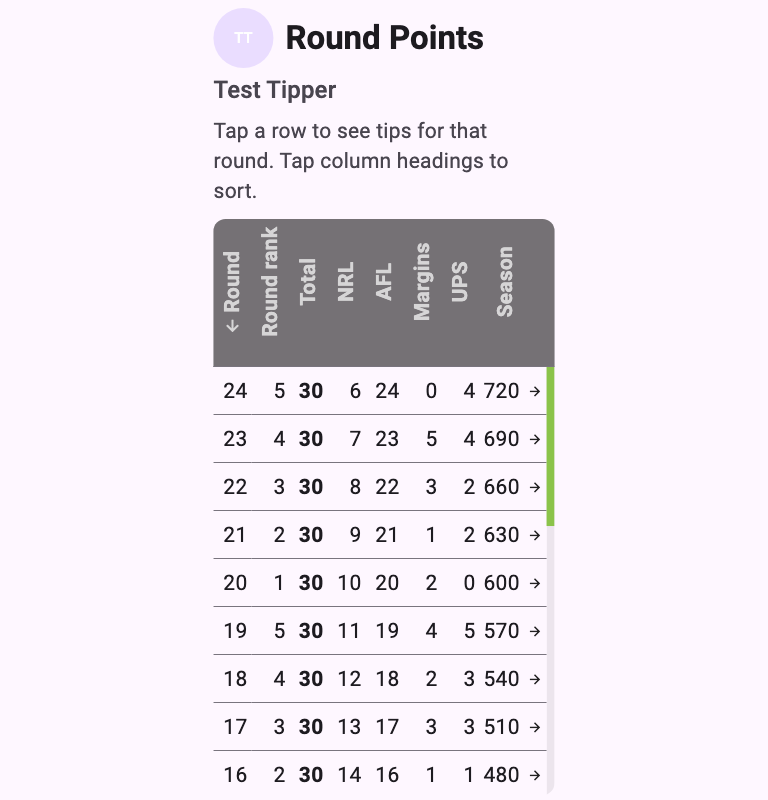 TT
Round Points
Test Tipper
Tap a row to see tips for that
round. Tap column headings to
sort.
← Round Round rank Total NRL AFL Margins UPS Season
24 5 30 6 24 0 4 720 →
23 4 30 7 23 5 4 690 →
22 3 30 8 22 3 2 660 →
21 2 30 9 21 1 2 630 →
20 1 30 10 20 2 0 600 →
19 5 30 11 19 4 5 570 →
18 4 30 12 18 2 3 540 →
17 3 30 13 17 3 3 510 →
16 2 30 14 16 1 1 480 →